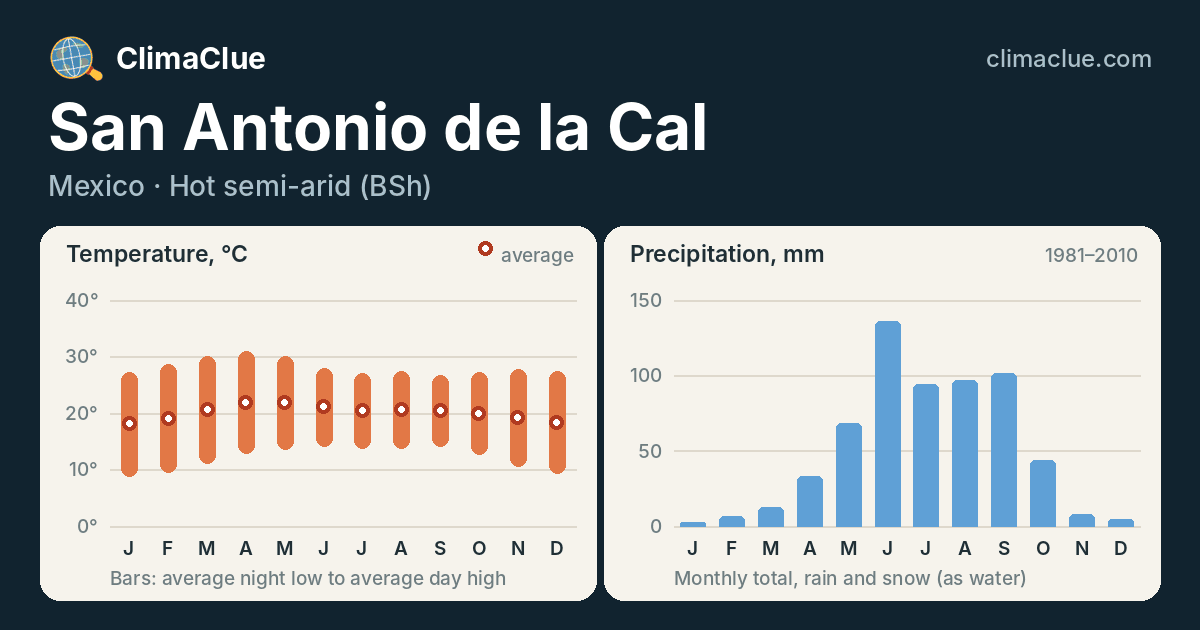 ClimaClue
climaclue.com
San Antonio de la Cal
Mexico · Hot semi-arid (BSh)
Temperature, °C
average
40°
30°
20°
10°
0°
J F M A M J J A S O N D
Bars: average night low to average day high
Precipitation, mm
1981–2010
150
100
50
0
J F M A M J J A S O N D
Monthly total, rain and snow (as water)